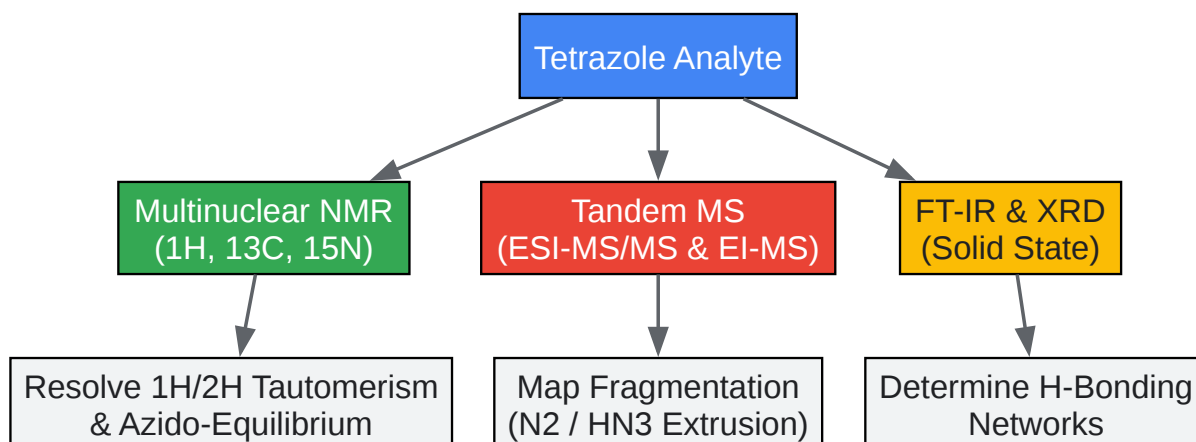 Tetrazole Analyte
Multinuclear NMR
(1H, 13C, 15N)
Tandem MS
(ESI-MS/MS & EI-MS)
FT-IR & XRD
(Solid State)
Resolve 1H/2H Tautomerism
& Azido-Equilibrium
Map Fragmentation
(N2 / HN3 Extrusion)
Determine H-Bonding
Networks